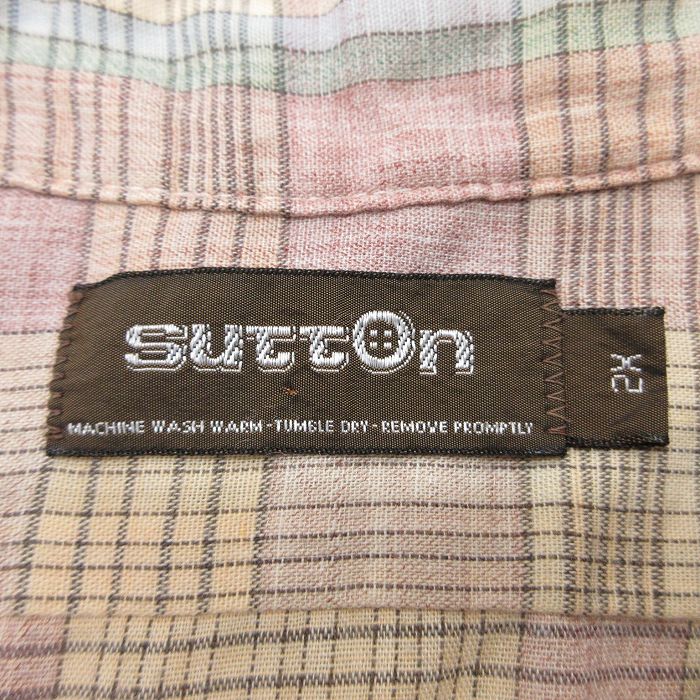 suttOn
MACHINE WASH WARM-TUMBLE DRY-REMOVE PROMPTLY
2X